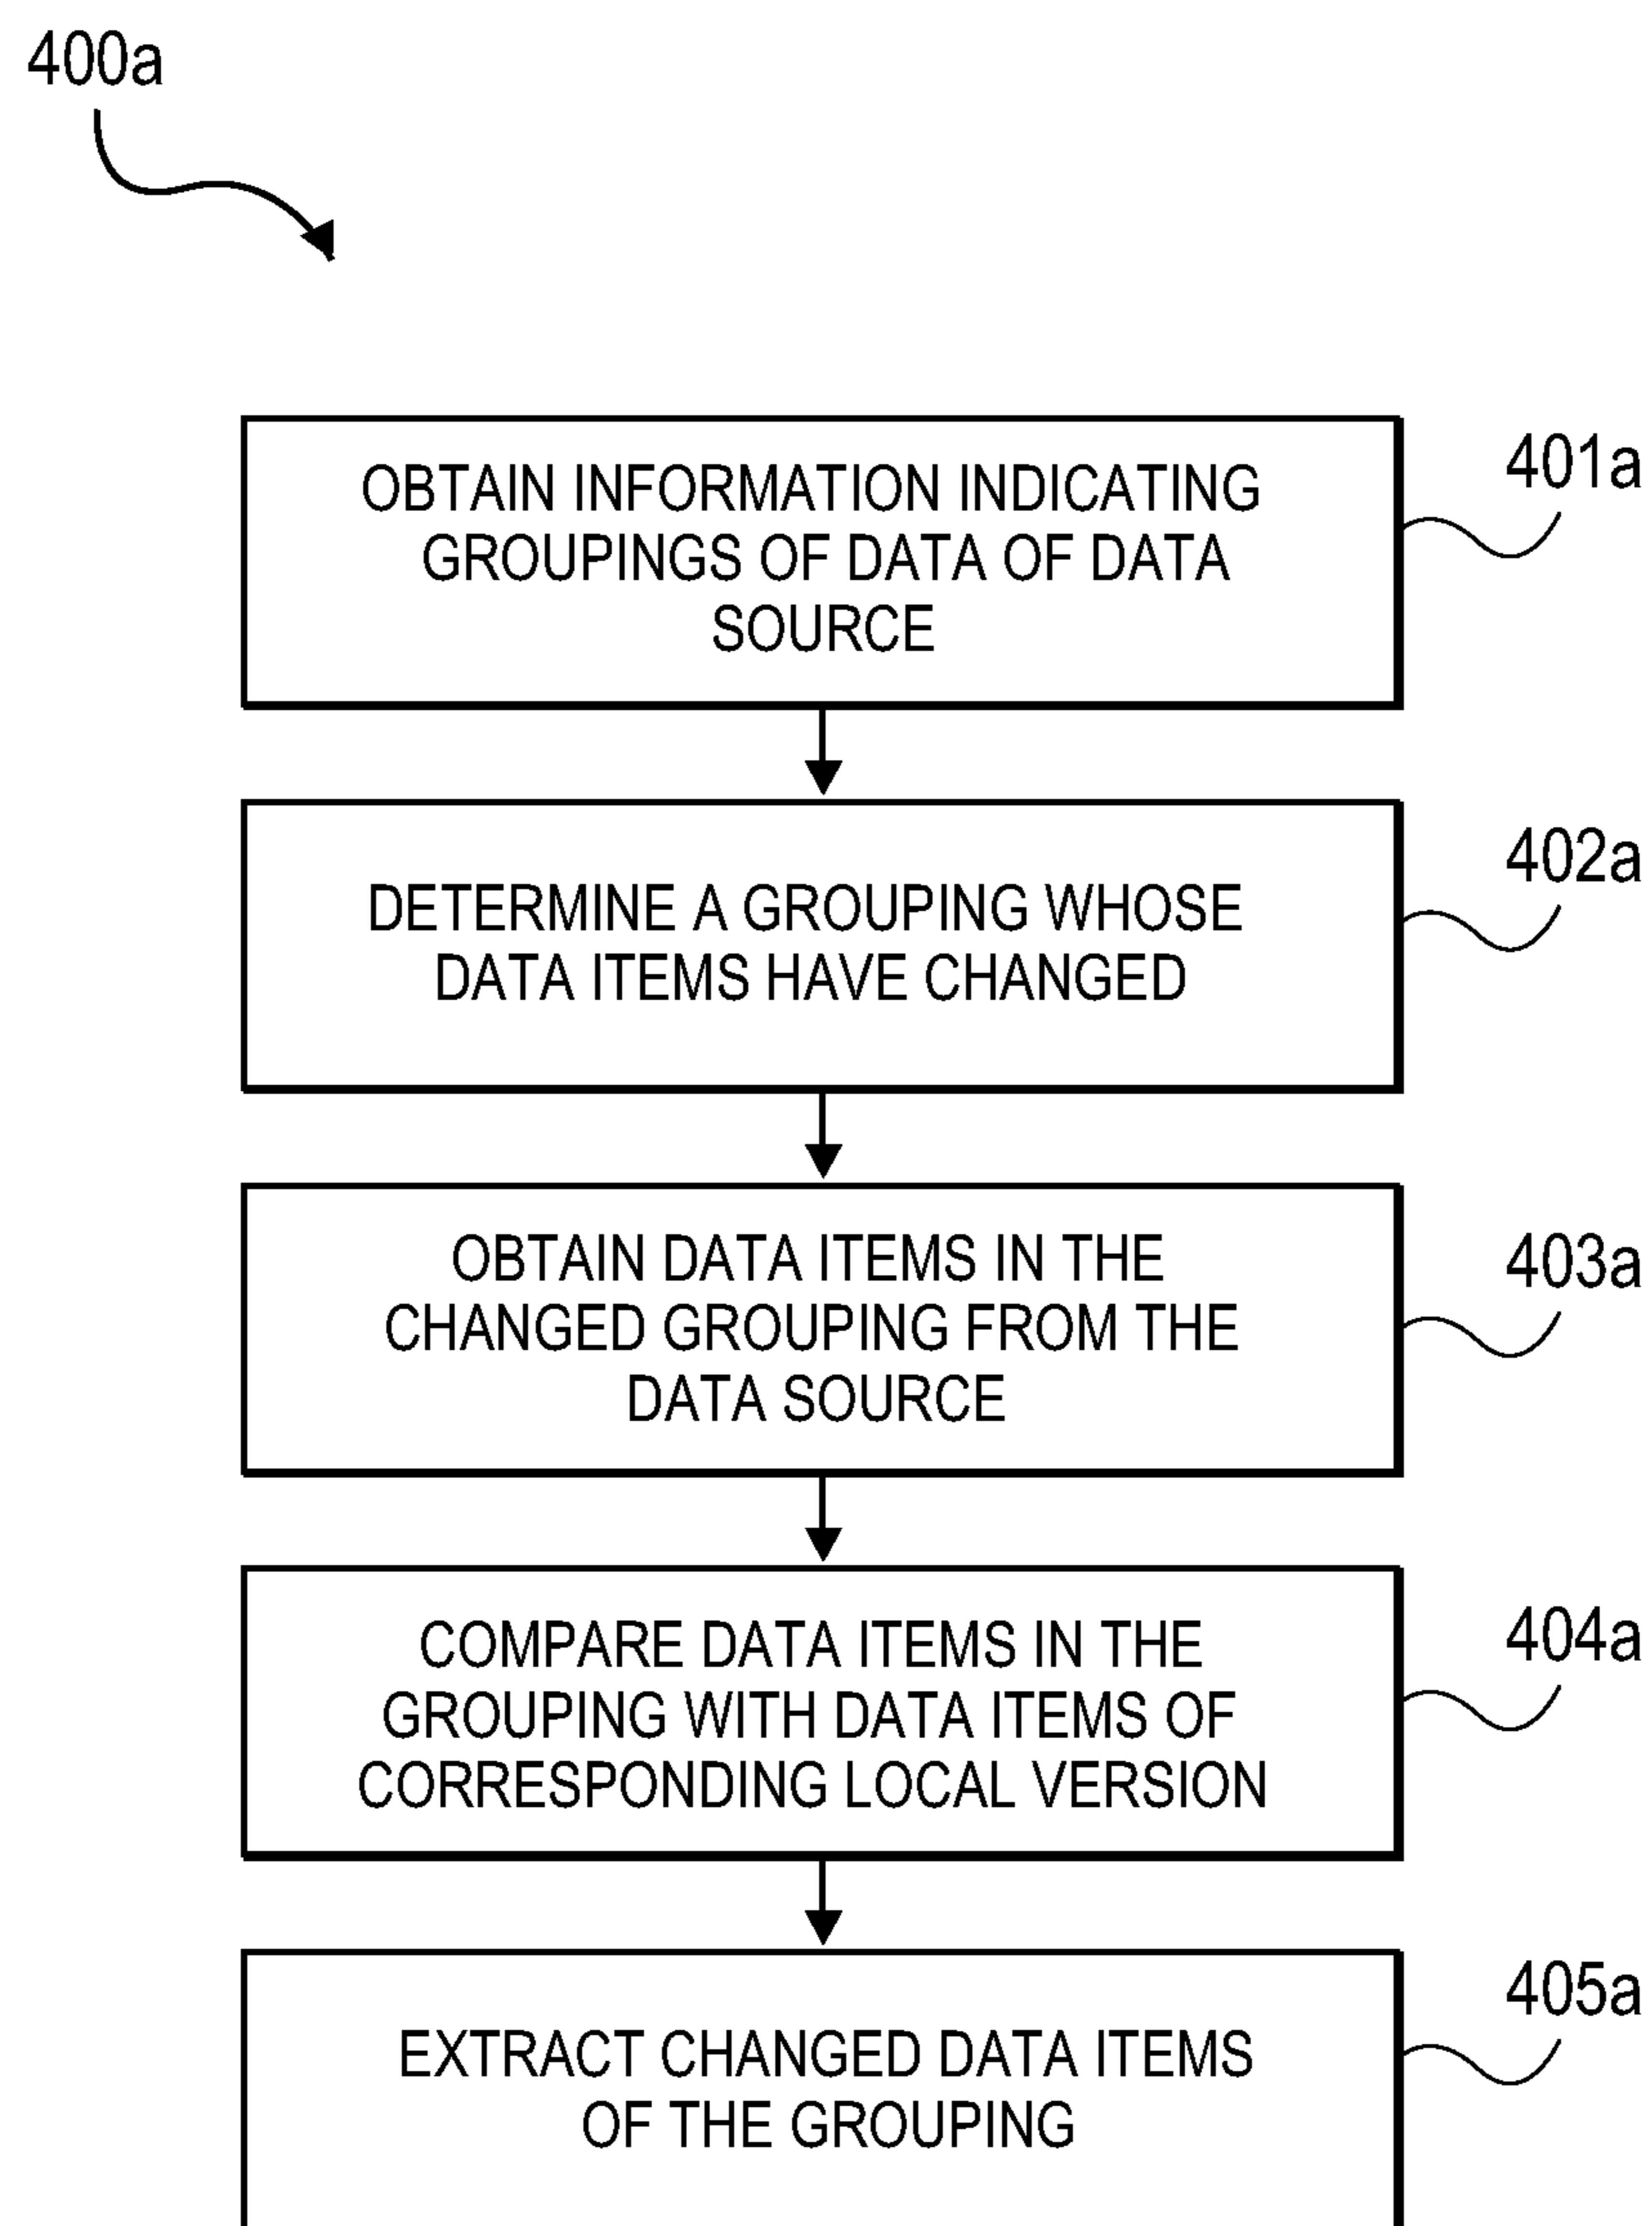 400a
OBTAIN INFORMATION INDICATING
GROUPINGS OF DATA OF DATA
SOURCE
401a
DETERMINE A GROUPING WHOSE
DATA ITEMS HAVE CHANGED
402a
OBTAIN DATA ITEMS IN THE
CHANGED GROUPING FROM THE
DATA SOURCE
403a
COMPARE DATA ITEMS IN THE
GROUPING WITH DATA ITEMS OF
CORRESPONDING LOCAL VERSION
404a
EXTRACT CHANGED DATA ITEMS
OF THE GROUPING
405a